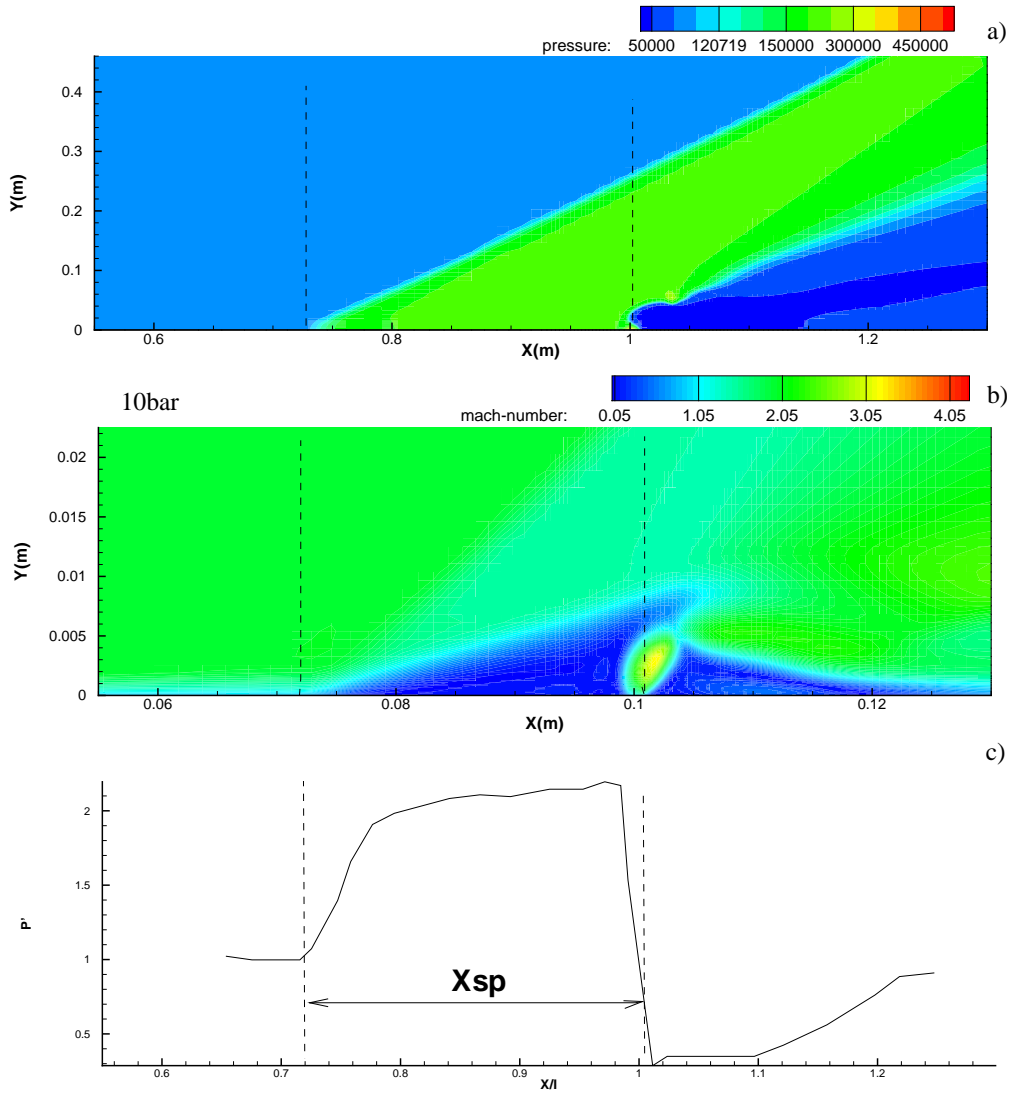 a)
pressure: 50000 120719 150000 300000 450000
0.4
0.3
0.2
0.1
0
Y(m)
0.6 0.8 1 1.2
X(m)
10bar
b)
mach-number: 0.05 1.05 2.05 3.05 4.05
0.02
0.015
0.01
0.005
0
Y(m)
0.06 0.08 0.1 0.12
X(m)
c)
2
1.5
1
0.5
P'
Xsp
0.6 0.7 0.8 0.9 1 1.1 1.2
X/l